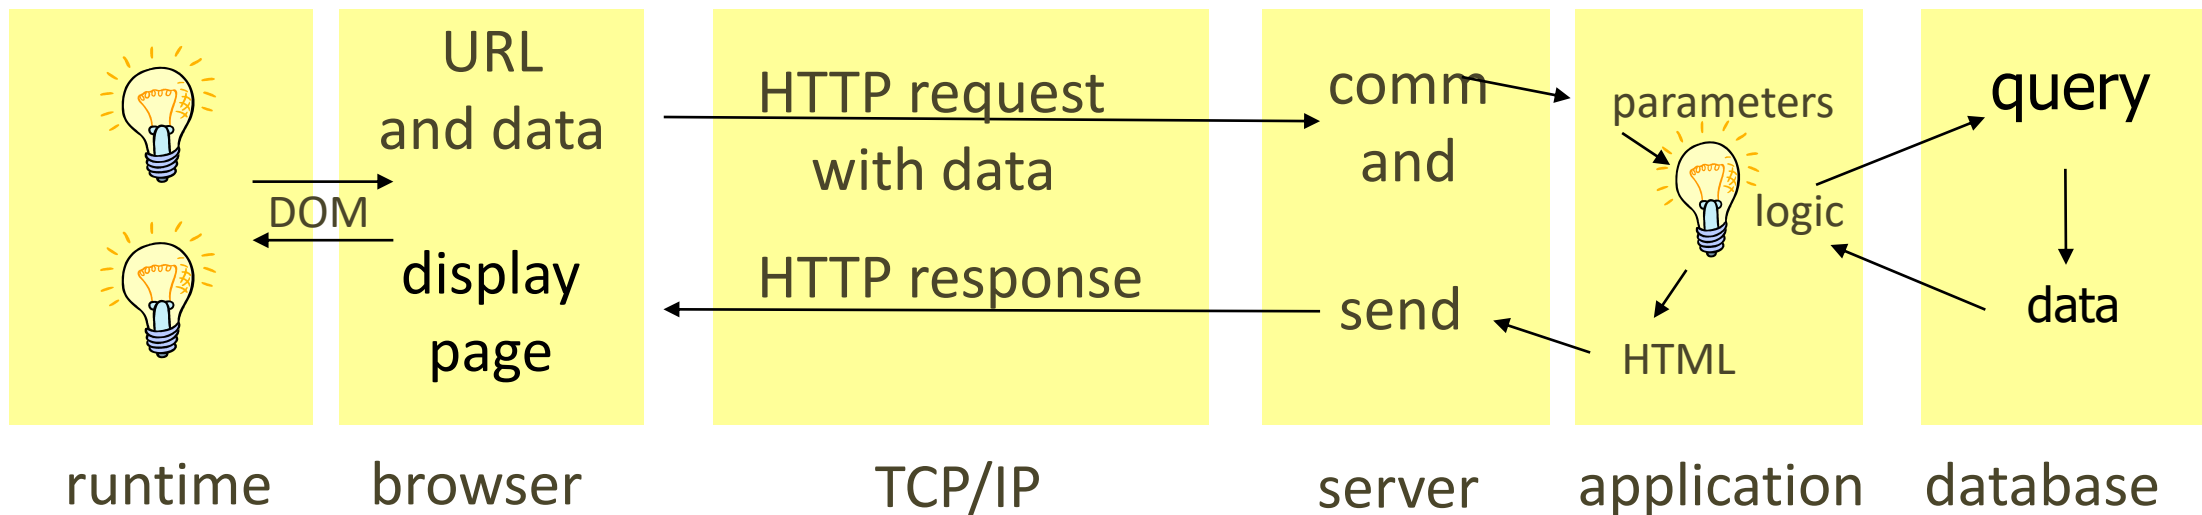 DOM
URL
and data
display
page
HTTP request
with data
HTTP response
comm
and
send
parameters
logic
HTML
query
data
runtime
browser
TCP/IP
server
application
database